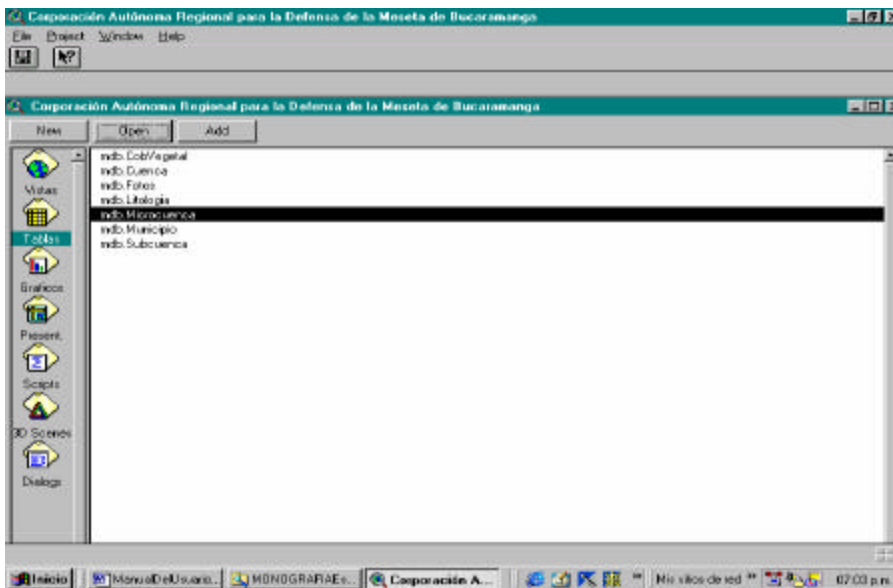 Corporación Autónoma Regional para la Defensa de la Meseta de Bucaramanga
File Project Window Help
Corporación Autónoma Regional para la Defensa de la Meseta de Bucaramanga
New Open Add
mdb.CobVegetal
mdb.Cuenca
mdb.Fotos
mdb.Litologia
mdb.Microcuenca
mdb.Municipio
mdb.Subcuenca
Vistas
Tablas
Graficos
Present.
Scripts
3D Scenes
Dialogs
Inicio ManualDelUsuario... MONOGRAFIAEs... Corporación A... Mis sitios de red 07:03 p.m.